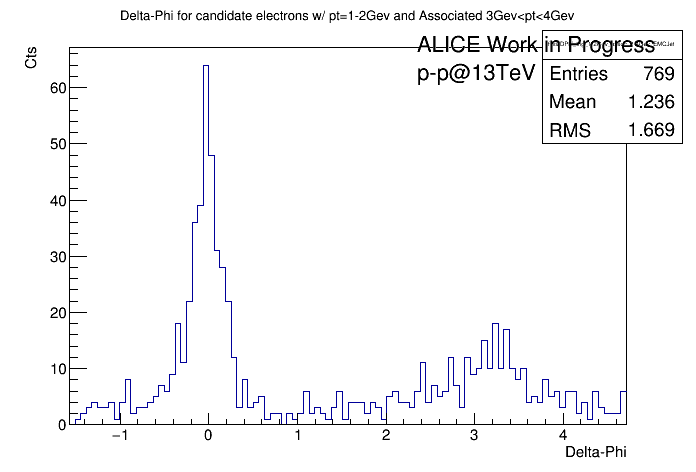 Delta-Phi for candidate electrons w/ pt=1-2Gev and Associated 3Gev<pt<4GeV
Cts
ALICE Work in Progress
p-p@13TeV
Entries 769
Mean 1.236
RMS 1.669
60
50
40
30
20
10
0
−1 0 1 2 3 4
Delta-Phi